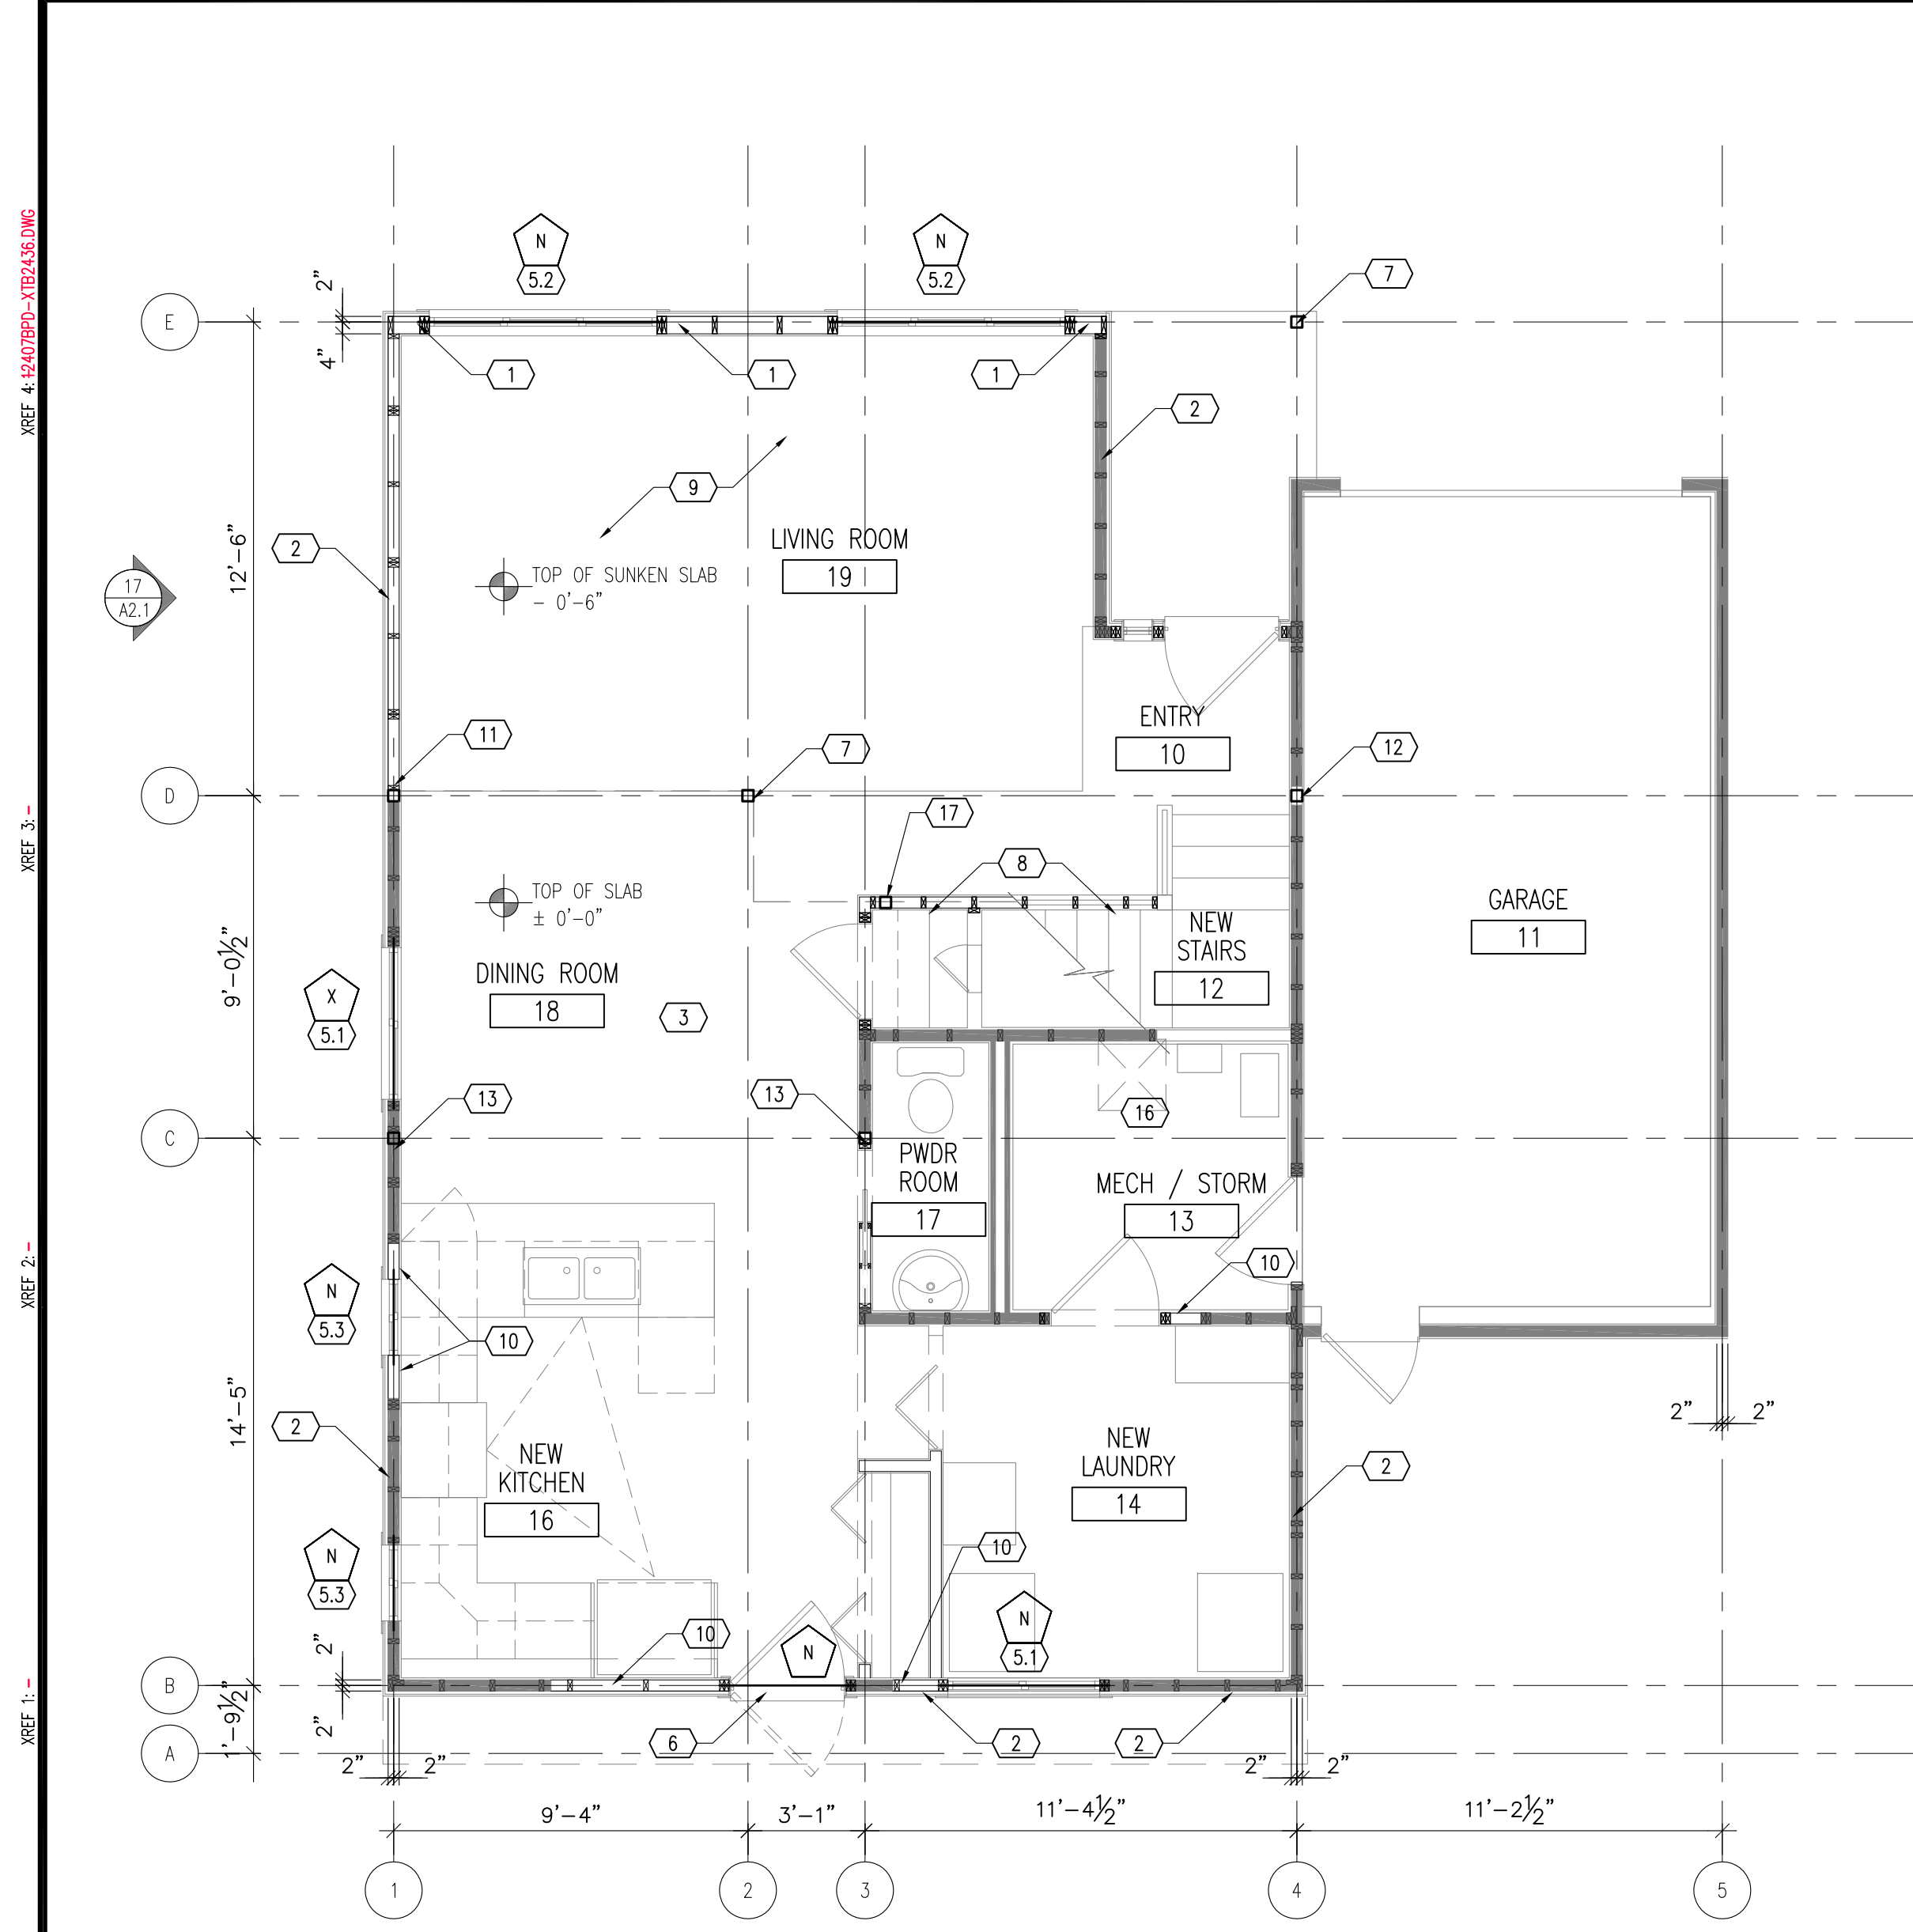 XREF 4: 12407BPD-XTB2436.DWG
XREF 3: -
XREF 2: -
XREF 1: -
N
5.2
N
5.2
7
2"
E
4"
1
1
1
2
9
12'-6"
2
LIVING ROOM
19
TOP OF SUNKEN SLAB
- 0'-6"
17
A2.1
ENTRY
10
11
7
12
D
17
8
TOP OF SLAB
± 0'-0"
GARAGE
11
NEW
STAIRS
12
9'-0½"
DINING ROOM
18
3
X
5.1
13
13
16
C
PWDR
ROOM
17
MECH / STORM
13
10
N
5.3
10
14'-5"
2
2" 2"
NEW
KITCHEN
16
NEW
LAUNDRY
14
2
N
5.3
10
10
N
N
5.1
2"
B
2"
1'-9½"
A
6
2
2
2" 2"
2" 2"
9'-4"
3'-1"
11'-4½"
11'-2½"
1
2
3
4
5